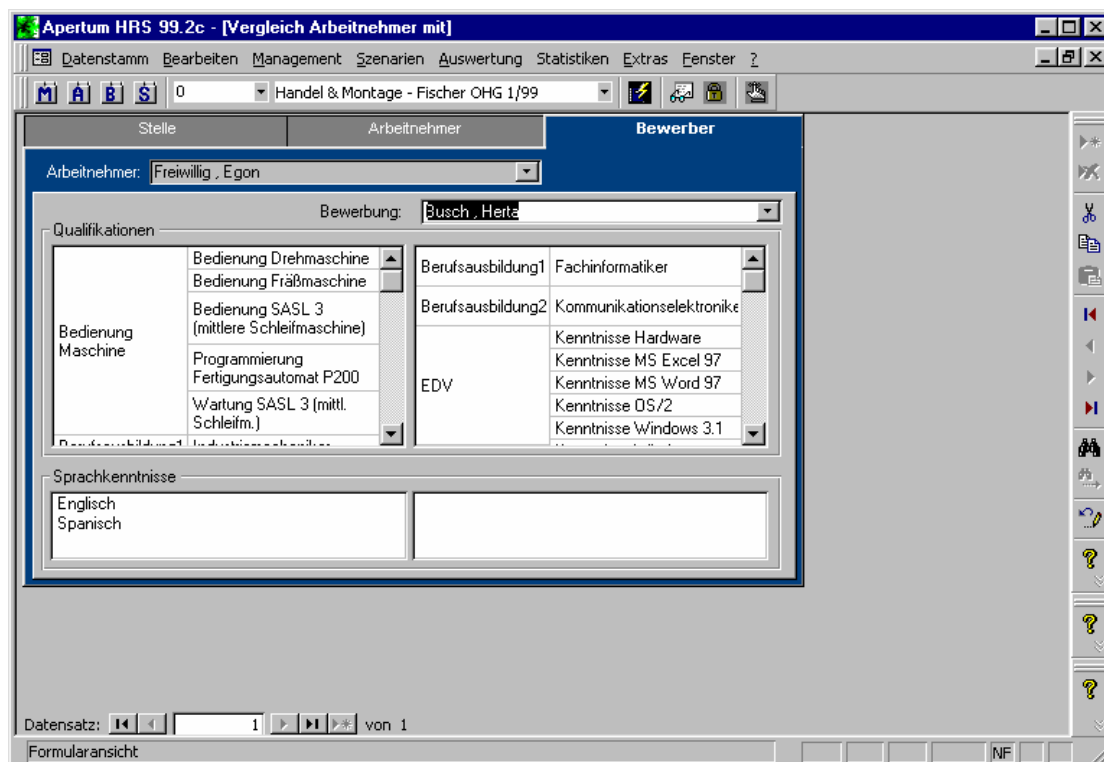 Apertum HRS 99.2c - [Vergleich Arbeitnehmer mit]
Datenstamm Bearbeiten Management Szenarien Auswertung Statistiken Extras Fenster ?
M A B S 0 Handel & Montage - Fischer OHG 1/99
Stelle Arbeitnehmer Bewerber
Arbeitnehmer: Freiwillig , Egon
Bewerbung: Busch , Herta
Qualifikationen
Bedienung Maschine
Bedienung Drehmaschine
Bedienung Fräßmaschine
Bedienung SASL 3
(mittlere Schleifmaschine)
Programmierung
Fertigungsautomat P200
Wartung SASL 3 (mittl.
Schleifm.)
Berufsausbildung1 Industriemechaniker
Berufsausbildung1 Fachinformatiker
Berufsausbildung2 Kommunikationselektronike
EDV
Kenntnisse Hardware
Kenntnisse MS Excel 97
Kenntnisse MS Word 97
Kenntnisse OS/2
Kenntnisse Windows 3.1
Sprachkenntnisse
Englisch
Spanisch
Datensatz: 1 von 1
Formularansicht NF